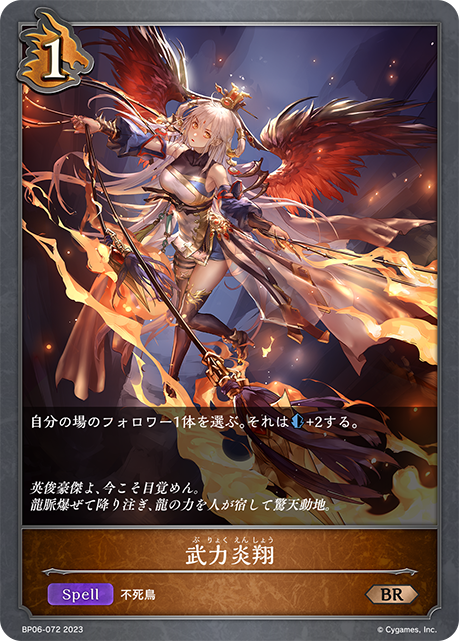 1
自分の場のフォロワー1体を選ぶ。それは+2する。
英俊豪傑よ、今こそ目覚めん。
龍脈爆ぜて降り注ぎ、龍の力を人が宿して驚天動地。
ぶりょくえんしょう
武力炎翔
Spell 不死鳥 BR
BP06-072 2023 © Cygames, Inc.